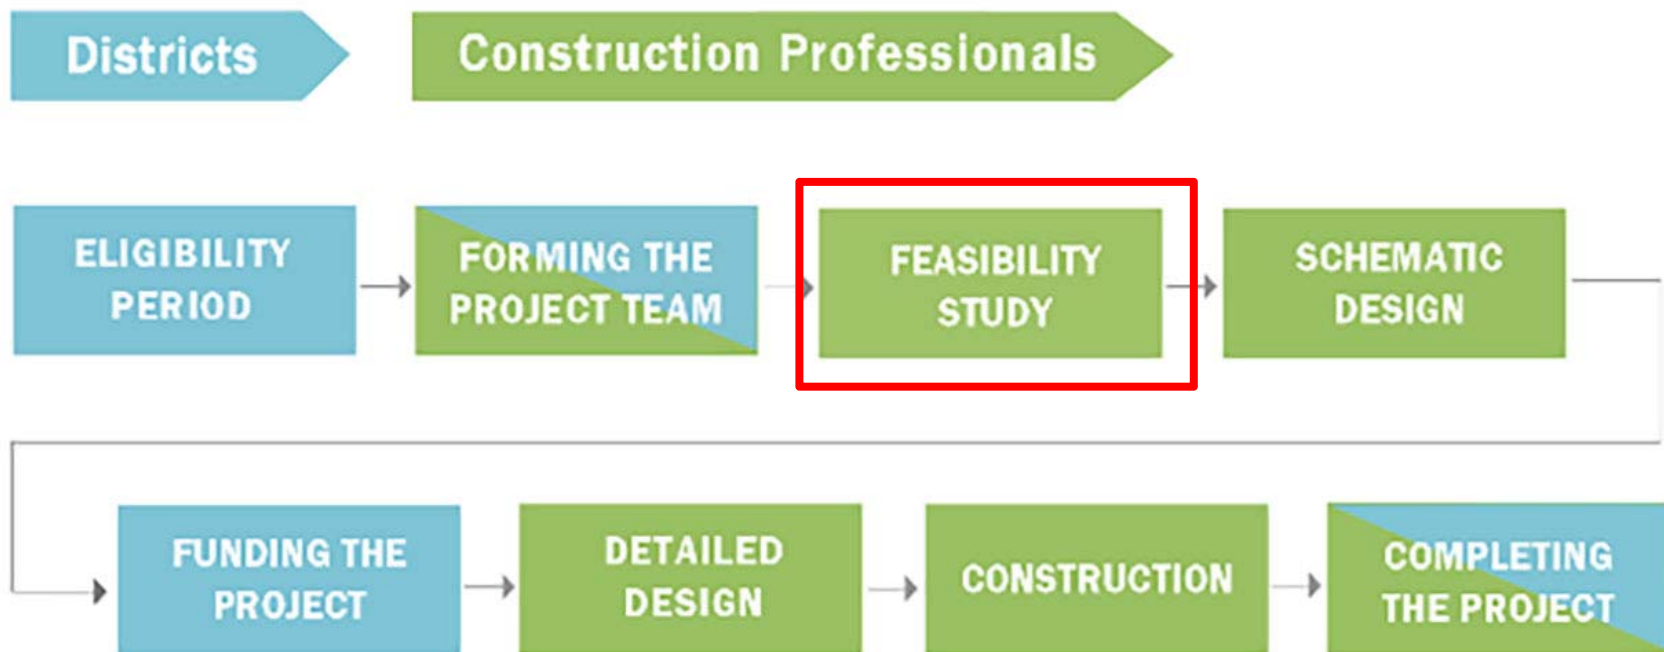 Districts
Construction Professionals
ELIGIBILITY
PERIOD
FORMING THE
PROJECT TEAM
FEASIBILITY
STUDY
SCHEMATIC
DESIGN
FUNDING THE
PROJECT
DETAILED
DESIGN
CONSTRUCTION
COMPLETING
THE PROJECT